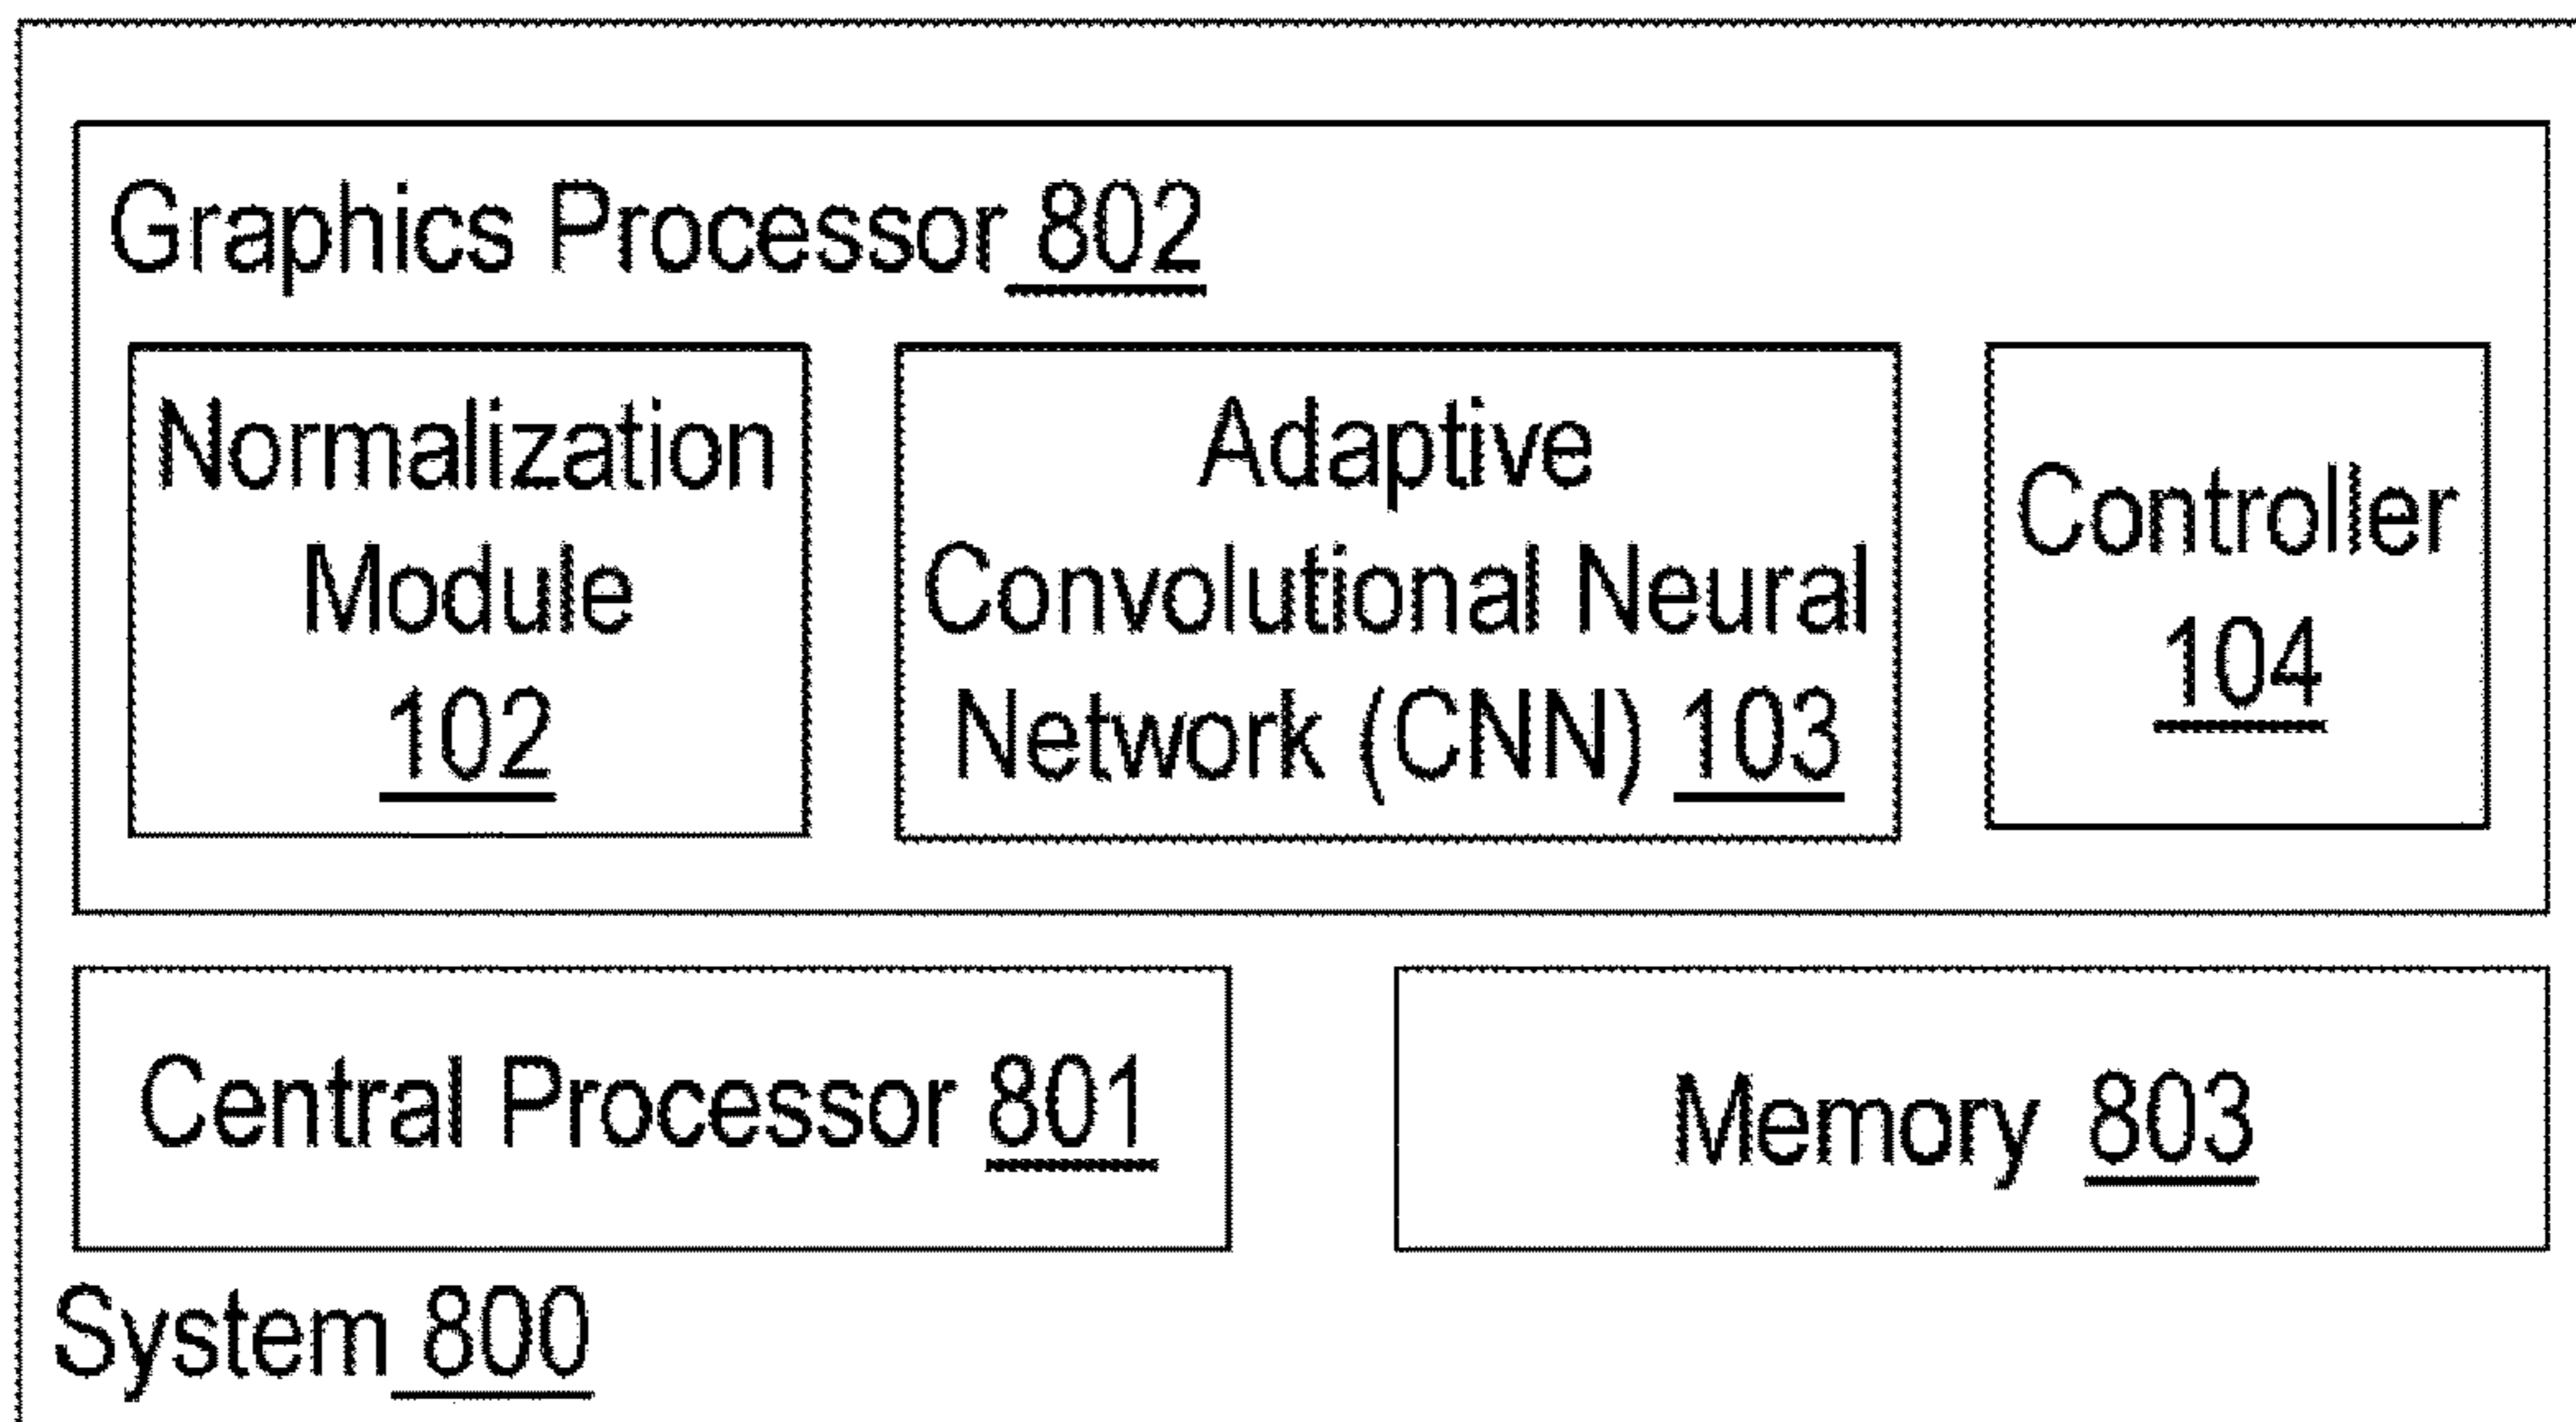 Graphics Processor 802
Normalization
Module
102
Adaptive
Convolutional Neural
Network (CNN) 103
Controller
104
Central Processor 801
Memory 803
System 800